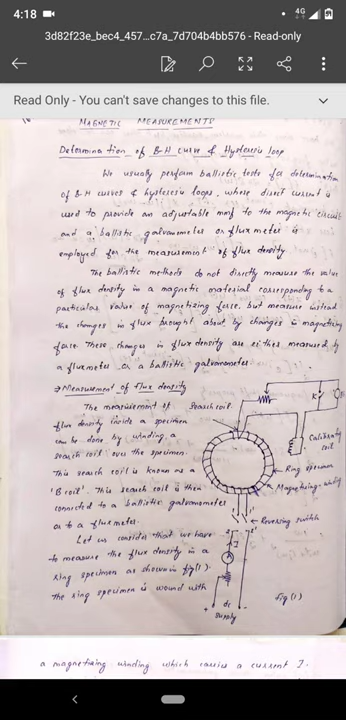 4:18
4G
3d82f23e_bec4_457...c7a_7d704b4bb576 - Read-only
Read Only - You can't save changes to this file.
MAGNETIC MEASUREMENTS
Determination of B-H curve & Hysteresis loop
We usually perform ballistic tests for determination
of B-H curves & hysteresis loops, where direct current is
used to provide an adjustable mmf to the magnetic circuit
and a ballistic galvanometer or fluxmeter is
employed for the measurement of flux density
The ballistic methods do not directly measure the value
of flux density in a magnetic material corresponding to a
particular value of magnetizing force, but measure instead
the changes in flux brought about by changes in magnetizing
force. These changes in flux density are either measured by
a fluxmeter or a ballistic galvanometer.
→ Measurement of flux density
The measurement of
flux density inside a specimen
can be done by winding a
search coil over the specimen.
This search coil is known as a
'B coil'. This search coil is then
connected to a ballistic galvanometer
or to a fluxmeter.
Let us consider that we have
to measure the flux density in a
ring specimen as shown in fig(1).
The ring specimen is wound with
Search coil
K
coil
Ring specimen
Magnetizing winding
Reversing switch
I
A
+
-
dc
supply
fig(1)
a magnetizing winding which carries a current I.